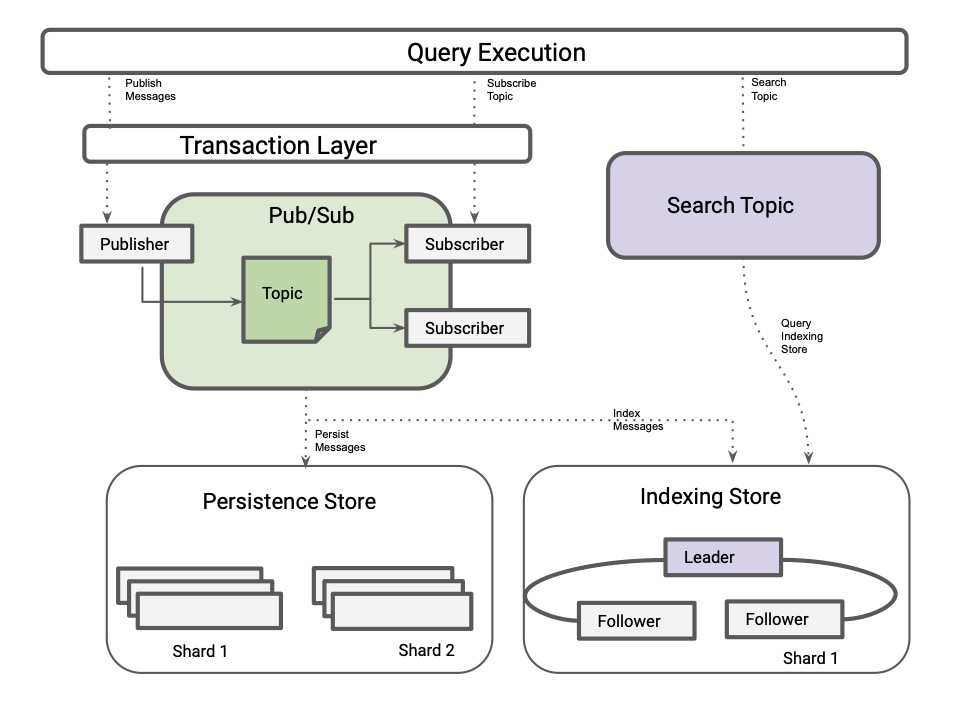 Query Execution
Publish
Messages
Subscribe
Topic
Search
Topic
Transaction Layer
Search Topic
Pub/Sub
Publisher
Subscriber
Topic
Subscriber
Query
Indexing
Store
Index
Messages
Persist
Messages
Persistence Store
Indexing Store
Leader
Follower
Follower
Shard 1
Shard 2
Shard 1